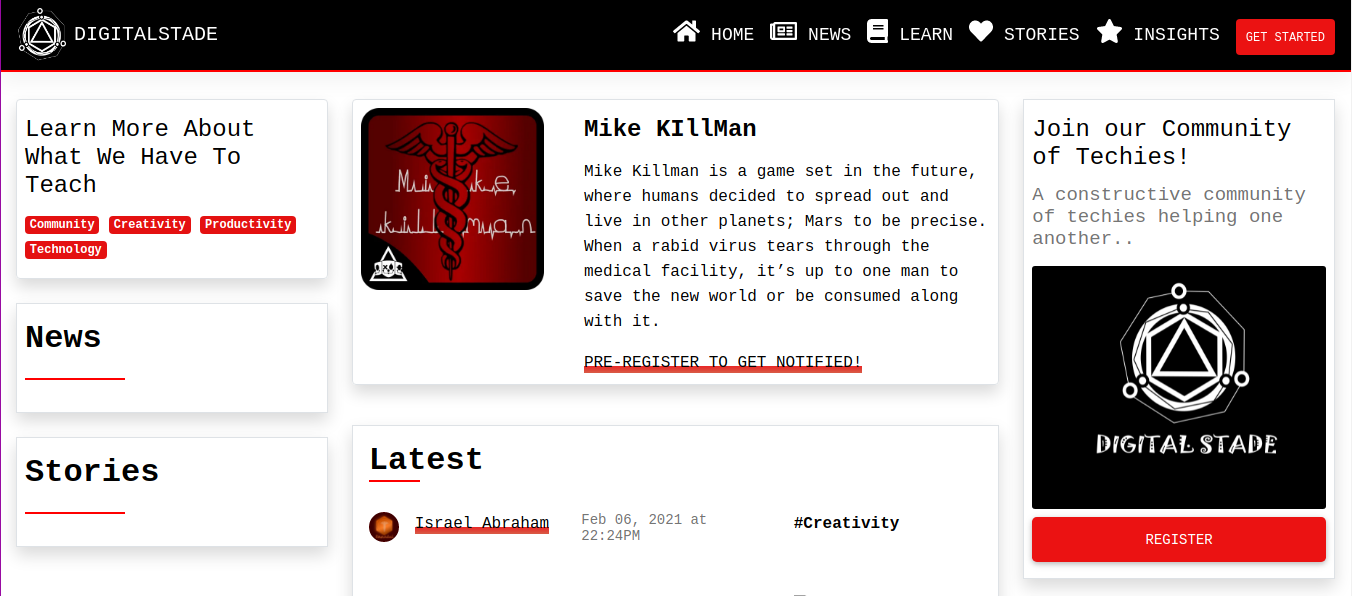 DIGITALSTADE
HOME NEWS LEARN STORIES INSIGHTS GET STARTED
Learn More About
What We Have To
Teach
Community Creativity Productivity
Technology
News
Stories
Mike
kill man
Mike KIllMan
Mike Killman is a game set in the future,
where humans decided to spread out and
live in other planets; Mars to be precise.
When a rabid virus tears through the
medical facility, it’s up to one man to
save the new world or be consumed along
with it.
PRE-REGISTER TO GET NOTIFIED!
Latest
Israel Abraham
Feb 06, 2021 at
22:24PM
#Creativity
Join our Community
of Techies!
A constructive community
of techies helping one
another..
DIGITAL STADE
REGISTER